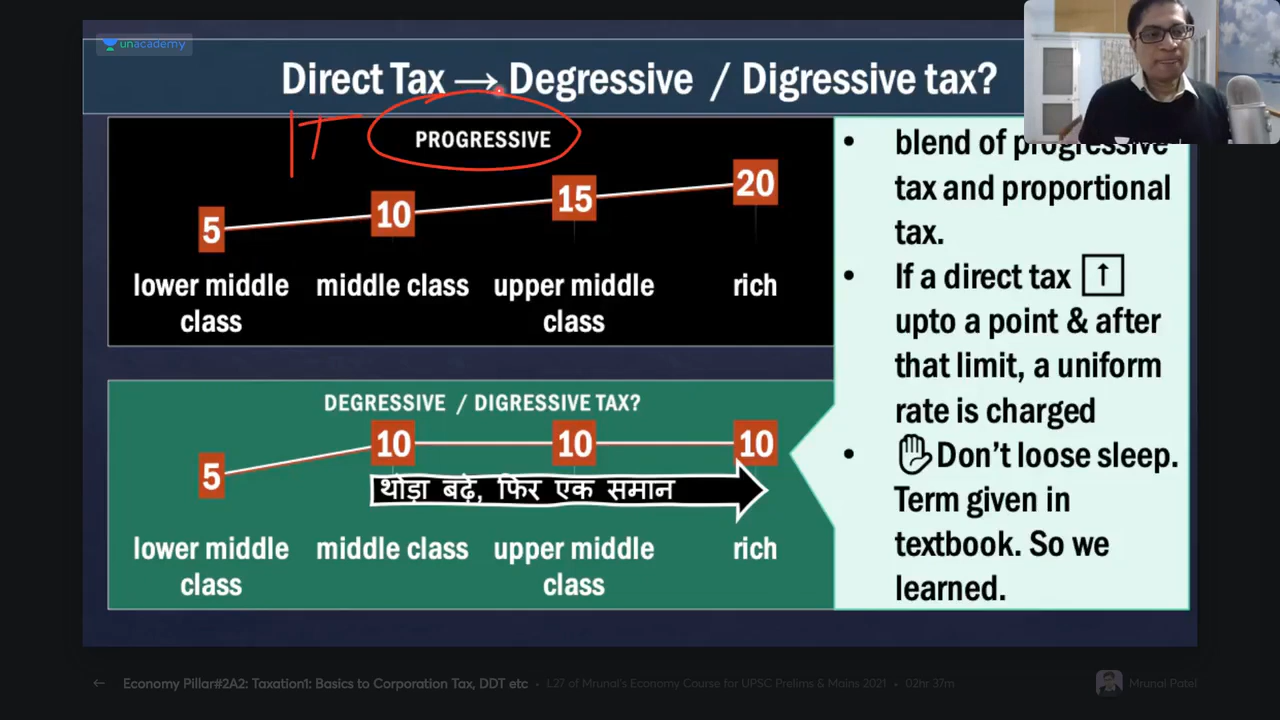 unacademy
Direct Tax → Degressive / Digressive tax?
IT
PROGRESSIVE
5
10
15
20
lower middle
class
middle class
upper middle
class
rich
DEGRESSIVE / DIGRESSIVE TAX?
5
10
10
10
थोड़ा बढ़े, फिर एक समान
lower middle
class
middle class
upper middle
class
rich
• blend of progressive
tax and proportional
tax.
• If a direct tax ↑
upto a point & after
that limit, a uniform
rate is charged
• Don't loose sleep.
Term given in
textbook. So we
learned.
← Economy Pillar#2A2: Taxation1: Basics to Corporation Tax, DDT etc • L27 of Mrunal's Economy Course for UPSC Prelims & Mains 2021 • 02hr 37m
Mrunal Patel